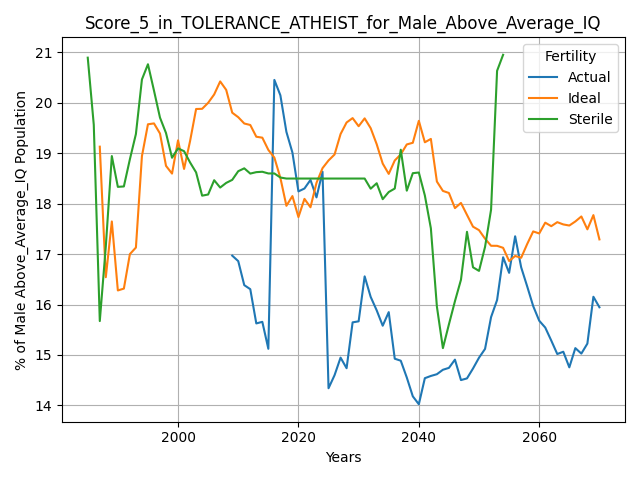 Score_5_in_TOLERANCE_ATHEIST_for_Male_Above_Average_IQ
Fertility
Actual
Ideal
Sterile
% of Male Above_Average_IQ Population
21
20
19
18
17
16
15
14
2000
2020
2040
2060
Years